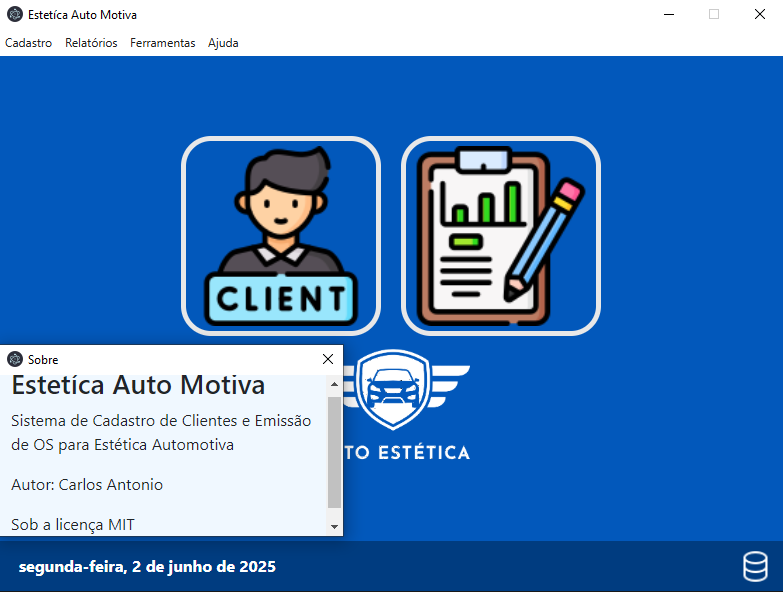 Estetíca Auto Motiva
Cadastro Relatórios Ferramentas Ajuda
CLIENT
Sobre
Estetíca Auto Motiva
Sistema de Cadastro de Clientes e Emissão
de OS para Estética Automotiva
Autor: Carlos Antonio
Sob a licença MIT
TO ESTÉTICA
segunda-feira, 2 de junho de 2025